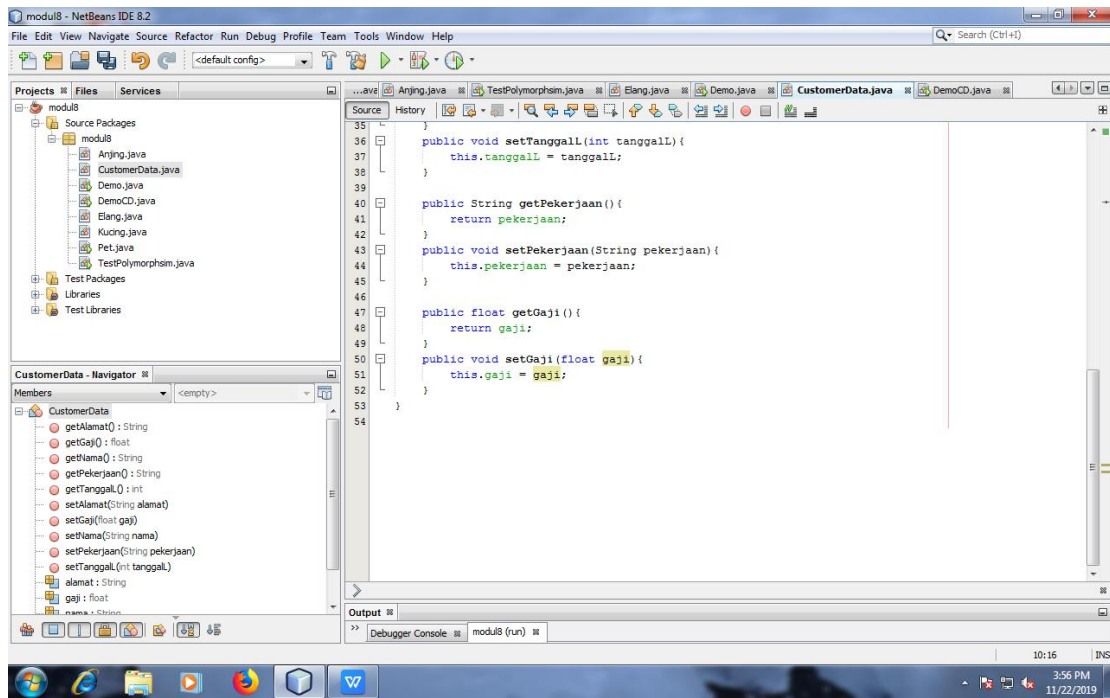 modul8 - NetBeans IDE 8.2
File Edit View Navigate Source Refactor Run Debug Profile Team Tools Window Help
Search (Ctrl+I)
<default config>
Projects Files Services
modul8
Source Packages
modul8
Anjing.java
CustomerData.java
Demo.java
DemoCD.java
Elang.java
Kucing.java
Pet.java
TestPolymorphsim.java
Test Packages
Libraries
Test Libraries
CustomerData - Navigator
Members <empty>
CustomerData
getAlamat() : String
getGaji() : float
getNama() : String
getPekerjaan() : String
getTanggalL() : int
setAlamat(String alamat)
setGaji(float gaji)
setNama(String nama)
setPekerjaan(String pekerjaan)
setTanggalL(int tanggalL)
alamat : String
gaji : float
nama : String
...ava Anjing.java TestPolymorphsim.java Elang.java Demo.java CustomerData.java DemoCD.java
Source History
35 }
36 public void setTanggalL(int tanggalL){
37 this.tanggalL = tanggalL;
38 }
39
40 public String getPekerjaan(){
41 return pekerjaan;
42 }
43 public void setPekerjaan(String pekerjaan){
44 this.pekerjaan = pekerjaan;
45 }
46
47 public float getGaji(){
48 return gaji;
49 }
50 public void setGaji(float gaji){
51 this.gaji = gaji;
52 }
53 }
54
Output
Debugger Console modul8 (run)
10:16 INS
3:56 PM
11/22/2019